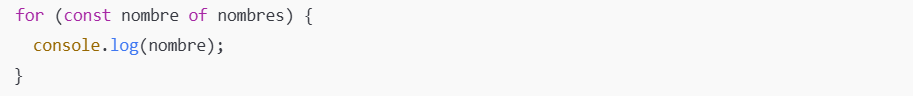 for (const nombre of nombres) {
  console.log(nombre);
}